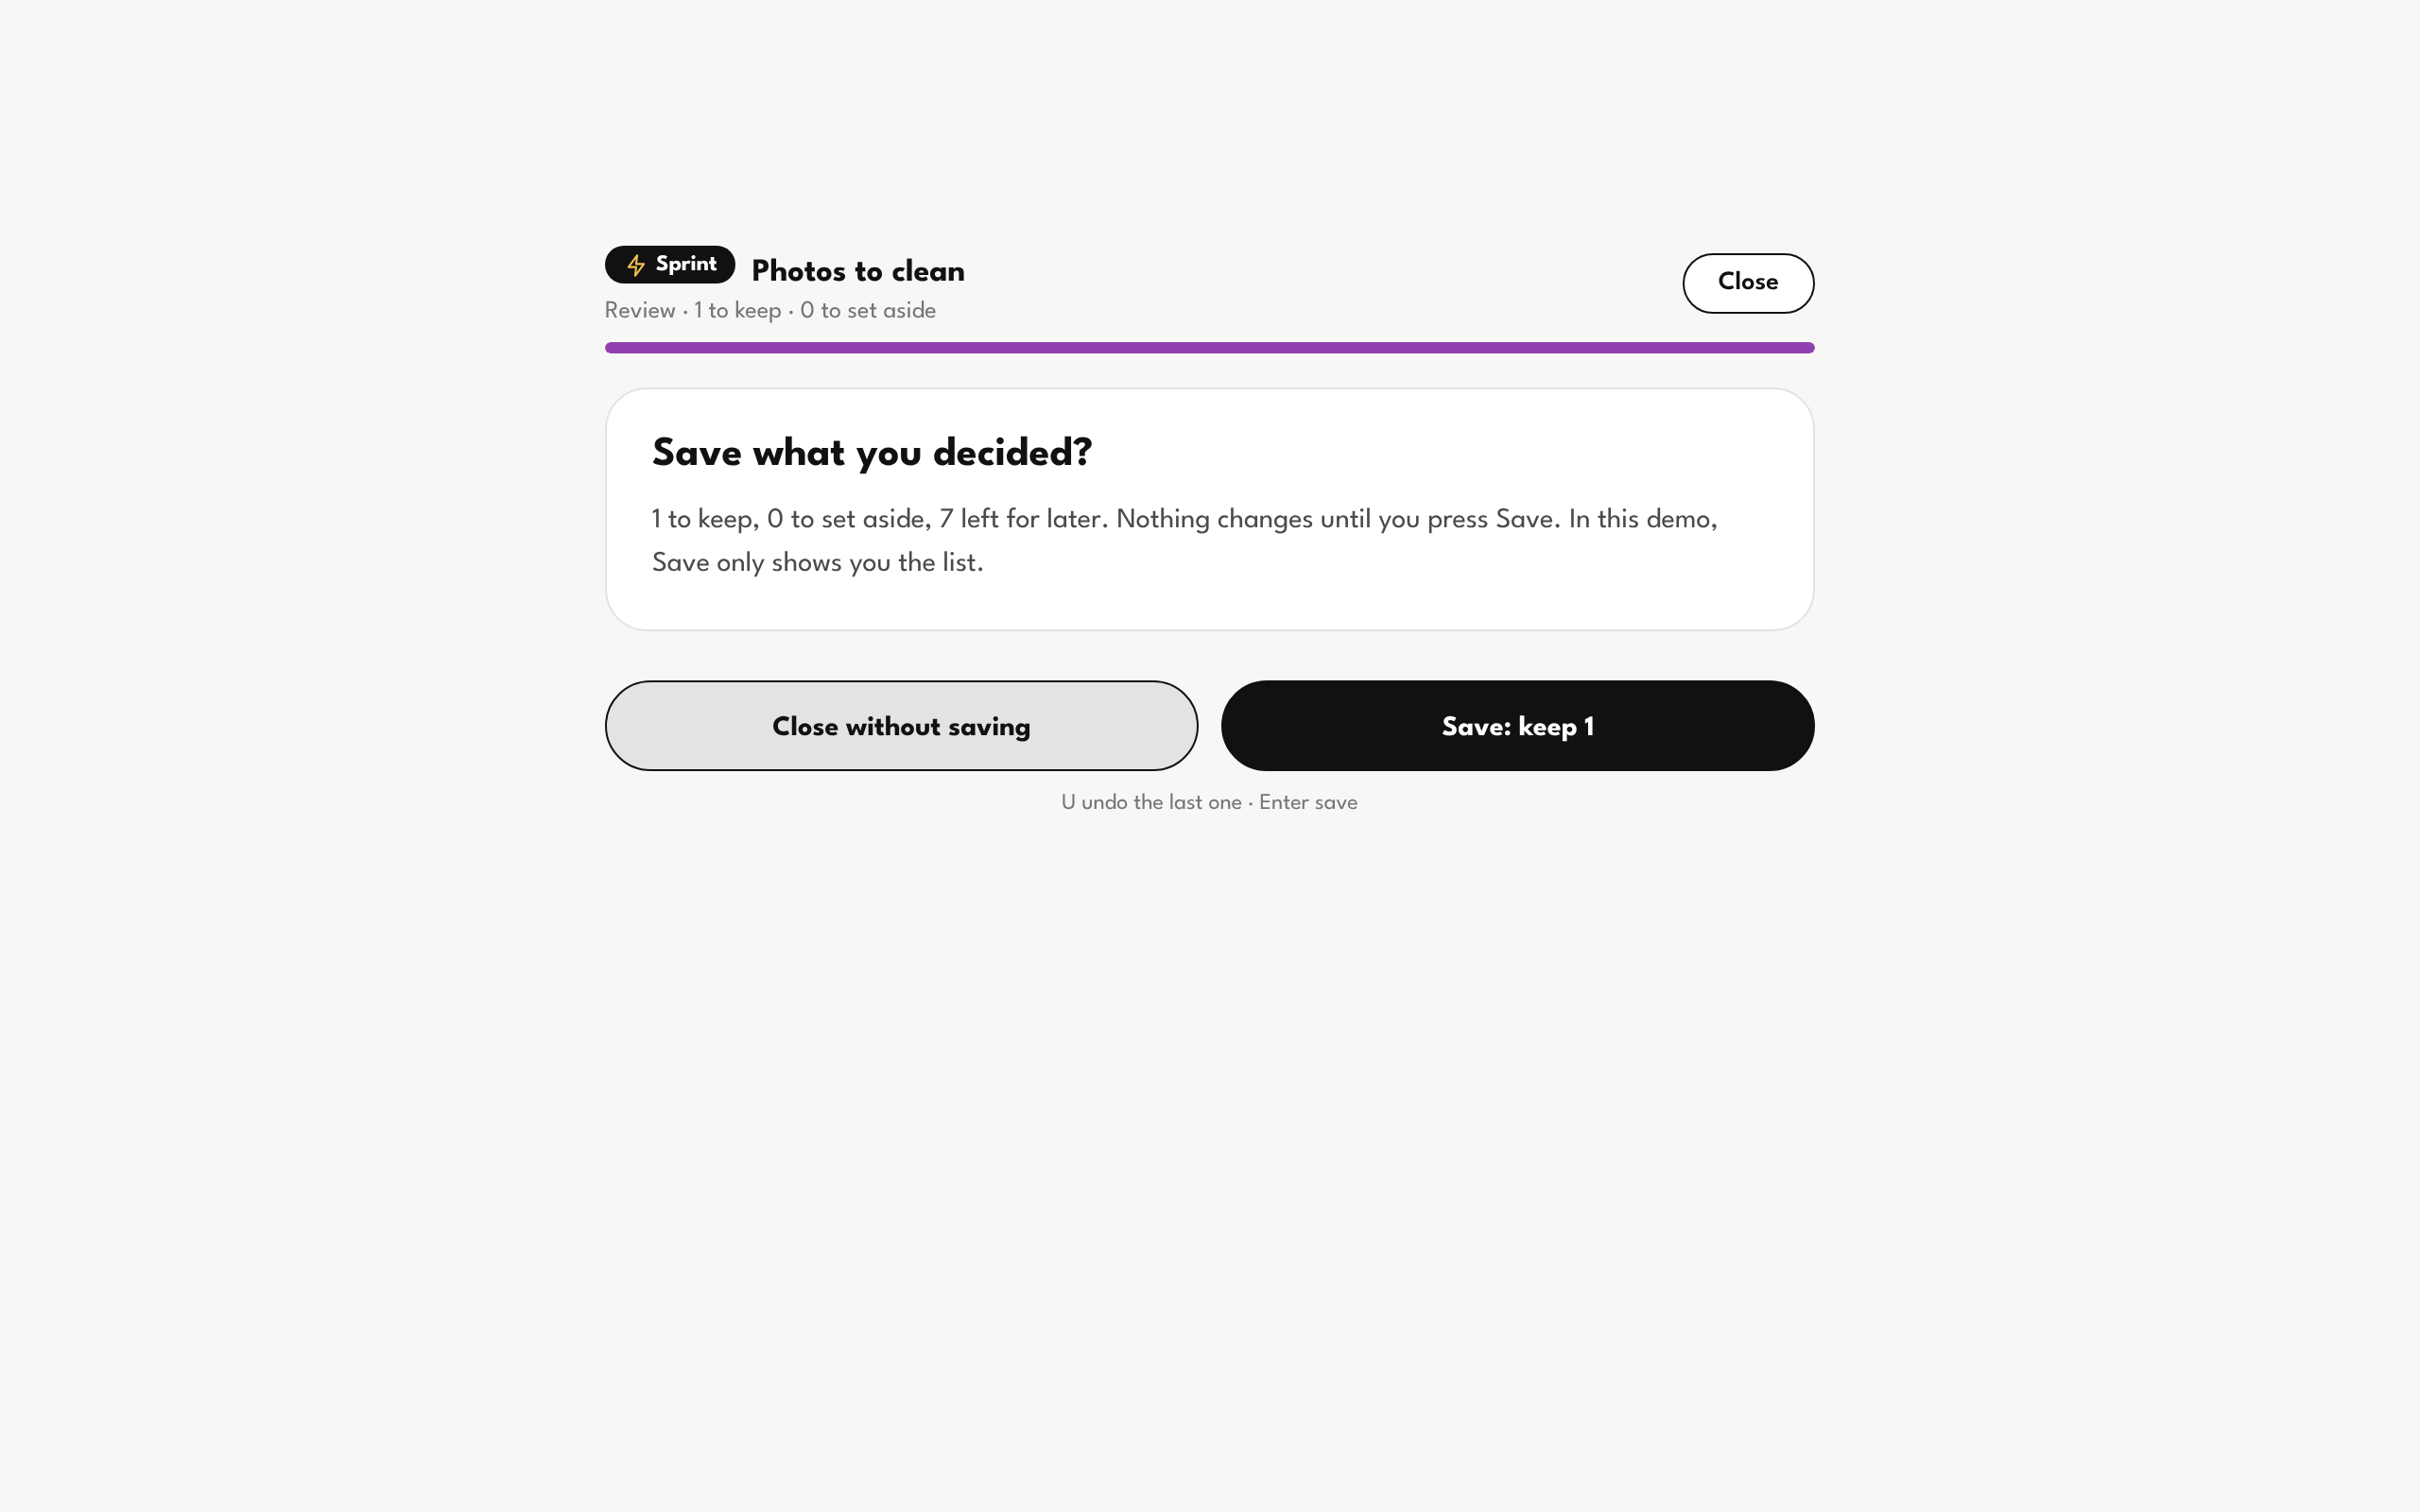 Sprint Photos to clean
Close
Review · 1 to keep · 0 to set aside
Save what you decided?
1 to keep, 0 to set aside, 7 left for later. Nothing changes until you press Save. In this demo,
Save only shows you the list.
Close without saving
Save: keep 1
U undo the last one · Enter save